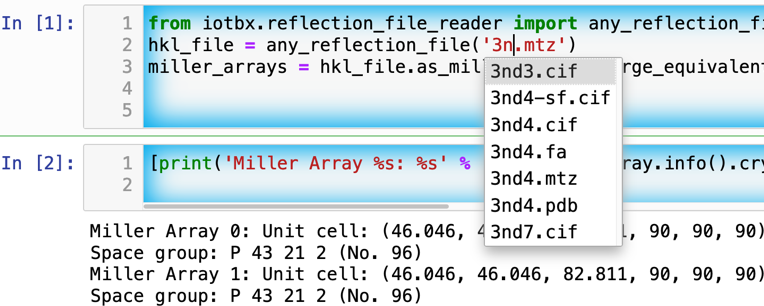 In [1]:
1 from iotbx.reflection_file_reader import any_reflection_fi
2 hkl_file = any_reflection_file('3n.mtz')
3 miller_arrays = hkl_file.as_mil rge_equivalent
4
5
3nd3.cif
3nd4-sf.cif
3nd4.cif
3nd4.fa
3nd4.mtz
3nd4.pdb
3nd7.cif
In [2]:
1 [print('Miller Array %s: %s' % ray.info().cry
2
Miller Array 0: Unit cell: (46.046, 4 1, 90, 90, 90)
Space group: P 43 21 2 (No. 96)
Miller Array 1: Unit cell: (46.046, 46.046, 82.811, 90, 90, 90)
Space group: P 43 21 2 (No. 96)